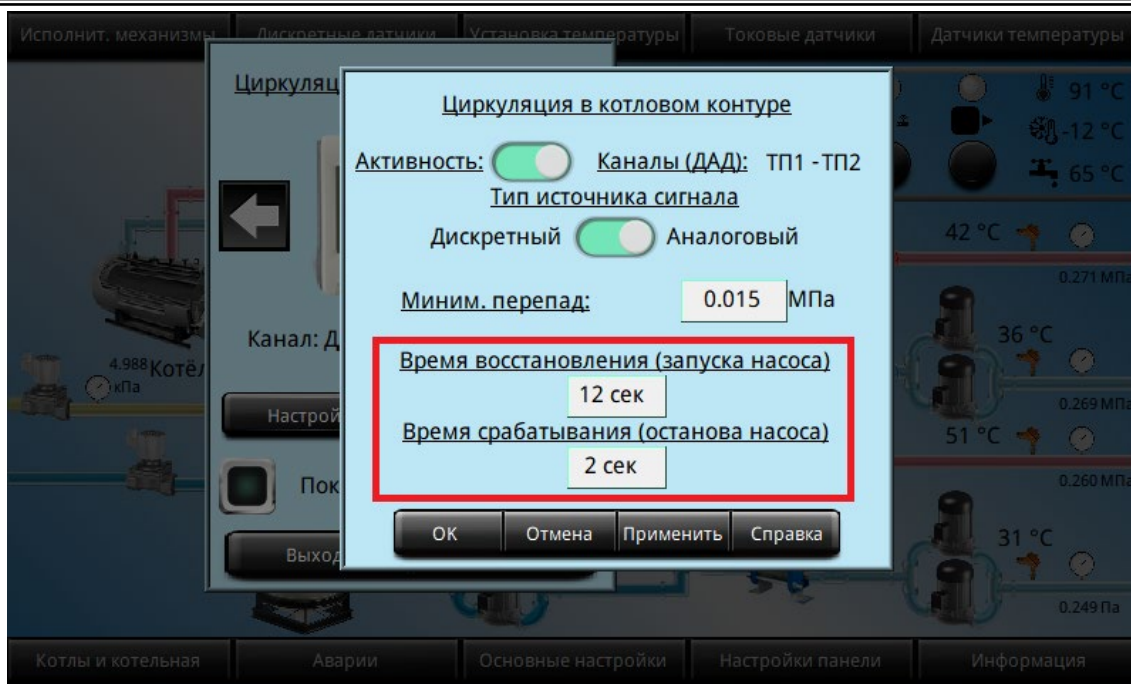 Исполнит. механизмы Дискретные датчики Установка температуры Токовые датчики Датчики температуры
Циркуляц
Циркуляция в котловом контуре
Активность: Каналы (ДАД): ТП1 -ТП2
Тип источника сигнала
Дискретный Аналоговый
Миним. перепад: 0.015 МПа
Время восстановления (запуска насоса)
12 сек
Время срабатывания (останова насоса)
2 сек
ОК Отмена Применить Справка
Канал: Д
Настрой
Пок
Выход
4.988 Котёл
кПа
91 °C
-12 °C
65 °C
42 °C
0.271 МПа
36 °C
0.269 МПа
51 °C
0.260 МПа
31 °C
0.249 Па
Котлы и котельная Аварии Основные настройки Настройки панели Информация